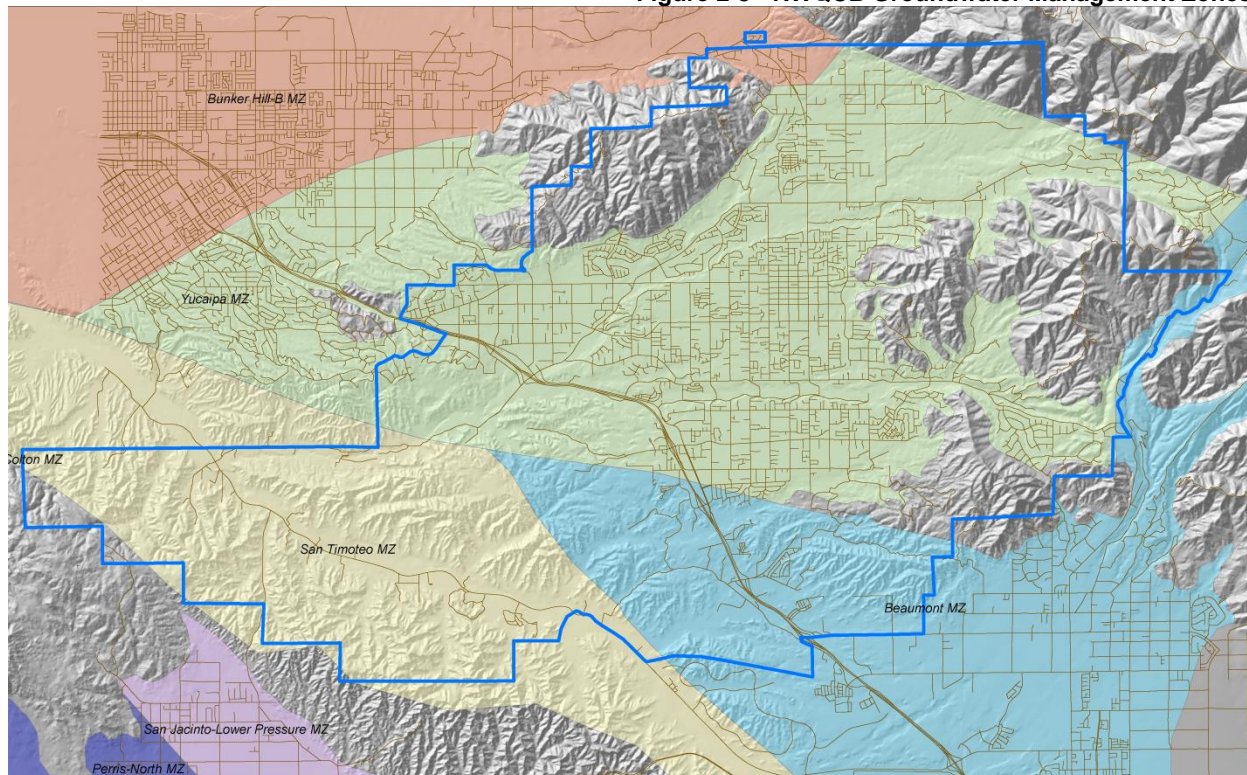 Bunker Hill-B MZ
Yucaipa MZ
Colton MZ
San Timoteo MZ
Beaumont MZ
San Jacinto-Lower Pressure MZ
Perris-North MZ